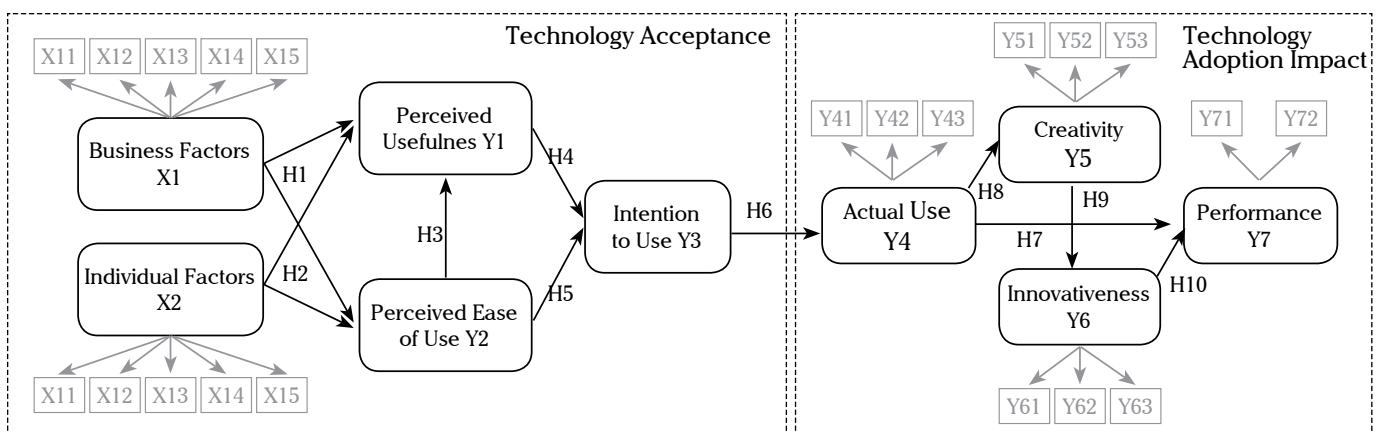 Technology Acceptance
X11 X12 X13 X14 X15
Business Factors
X1
Individual Factors
X2
X11 X12 X13 X14 X15
H1
H2
Perceived
Usefulnes Y1
H3
Perceived Ease
of Use Y2
H4
H5
Intention
to Use Y3
H6
Technology
Adoption Impact
Y41 Y42 Y43
Actual Use
Y4
Y51 Y52 Y53
Creativity
Y5
H8
H9
H7
Innovativeness
Y6
H10
Y61 Y62 Y63
Y71 Y72
Performance
Y7